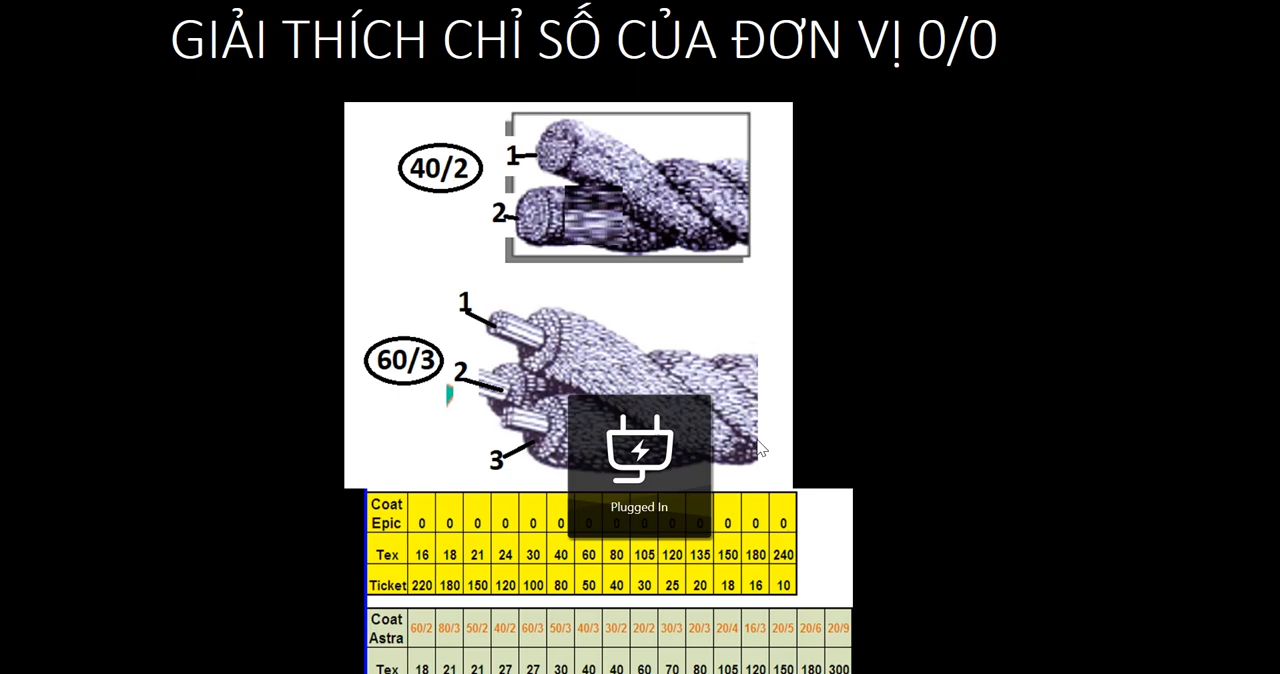 GIẢI THÍCH CHỈ SỐ CỦA ĐƠN VỊ 0/0
40/2
1
2
60/3
1
2
3
Plugged In
Coat Epic 0 0 0 0 0 0 0 0 0 0 0 0 0 0
Tex 16 18 21 24 30 40 60 80 105 120 135 150 180 240
Ticket 220 180 150 120 100 80 50 40 30 25 20 18 16 10
Coat Astra 60/2 80/3 50/2 40/2 60/3 50/3 40/3 30/2 20/2 30/3 20/3 20/4 16/3 20/5 20/6 20/9
Tex 18 21 21 27 27 30 40 40 60 70 80 105 120 150 180 300